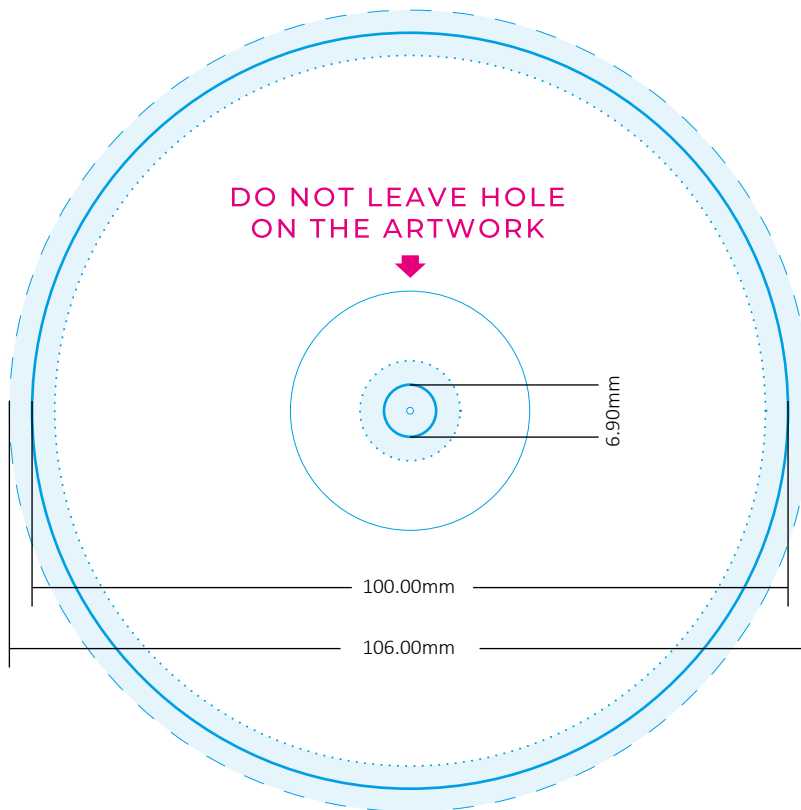 DO NOT LEAVE HOLE
ON THE ARTWORK
6.90mm
100.00mm
106.00mm